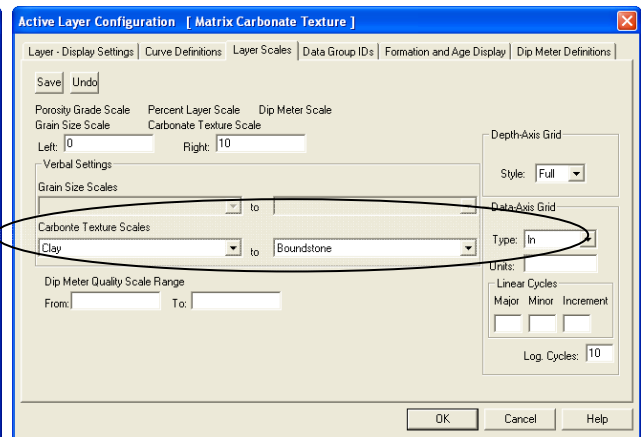 Active Layer Configuration [ Matrix Carbonate Texture ]
Layer - Display Settings Curve Definitions Layer Scales Data Group IDs Formation and Age Display Dip Meter Definitions
Save Undo
Porosity Grade Scale Percent Layer Scale Dip Meter Scale
Grain Size Scale Carbonate Texture Scale
Left: 0 Right: 10
Verbal Settings
Grain Size Scales
to
Carbonte Texture Scales
Clay to Boundstone
Dip Meter Quality Scale Range
From: To:
Depth-Axis Grid
Style: Full
Data-Axis Grid
Type: In
Units:
Linear Cycles
Major Minor Increment
Log. Cycles: 10
OK Cancel Help